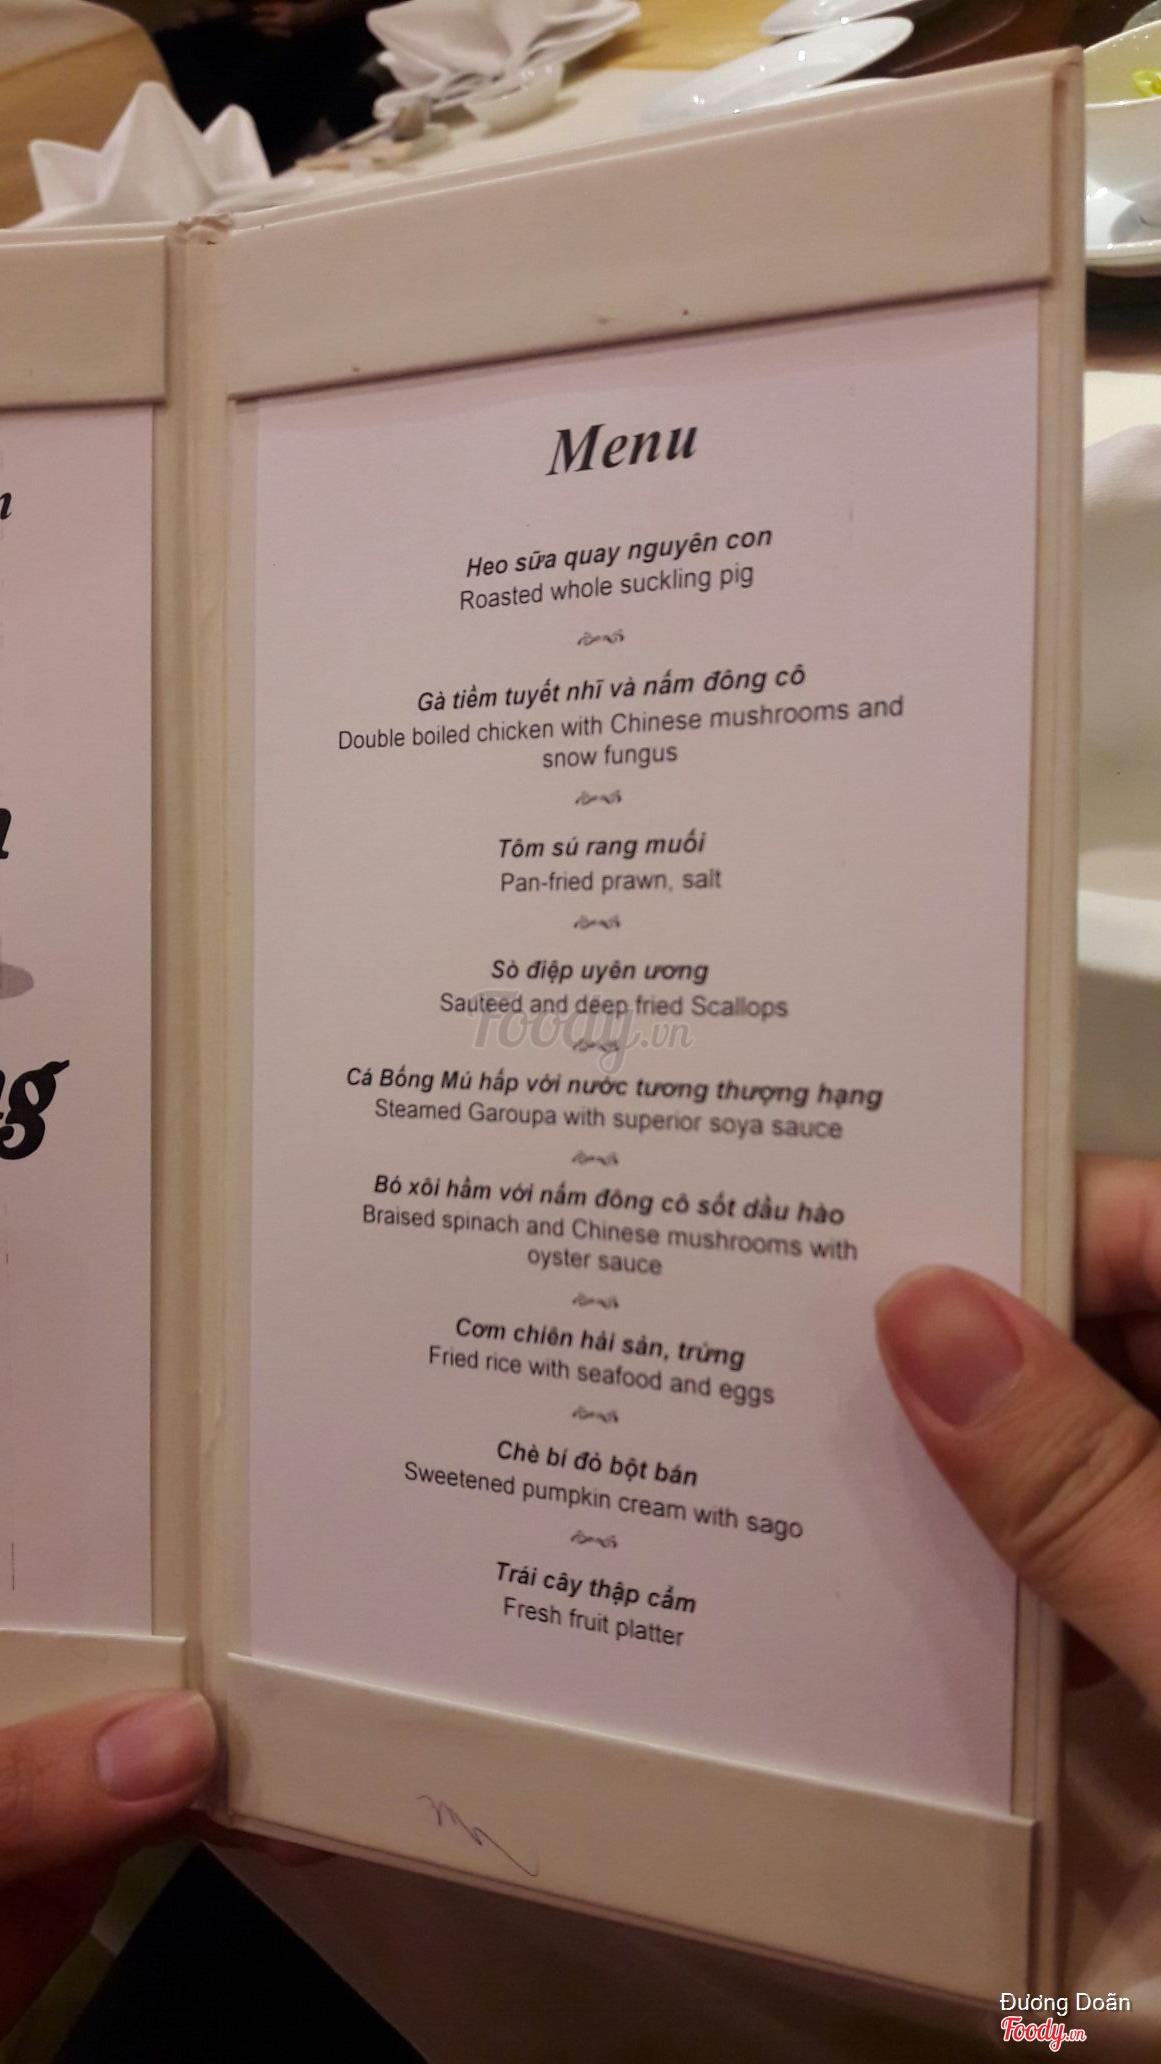 Menu
Heo sữa quay nguyên con
Roasted whole suckling pig
Gà tiềm tuyết nhĩ và nấm đông cô
Double boiled chicken with Chinese mushrooms and
snow fungus
Tôm sú rang muối
Pan-fried prawn, salt
Sò điệp uyên ương
Sauteed and deep fried Scallops
Foody.vn
Cá Bống Mú hấp với nước tương thượng hạng
Steamed Garoupa with superior soya sauce
Bó xôi hầm với nấm đông cô sốt dầu hào
Braised spinach and Chinese mushrooms with
oyster sauce
Cơm chiên hải sản, trứng
Fried rice with seafood and eggs
Chè bí đỏ bột bán
Sweetened pumpkin cream with sago
Trái cây thập cẩm
Fresh fruit platter
Đương Doãn
Foody.vn